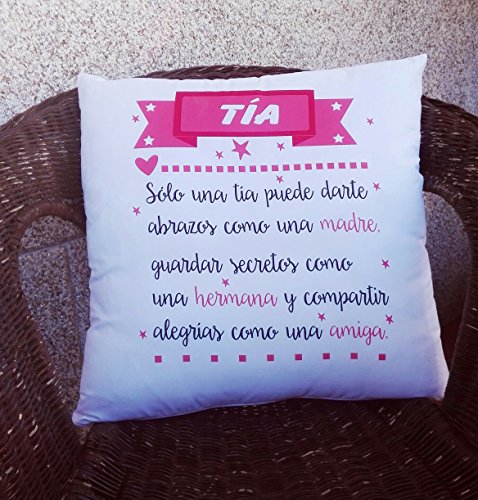 TÍA
Sólo una tia puede darte
abrazos como una madre,
guardar secretos como
una hermana y compartir
alegrías como una amiga.